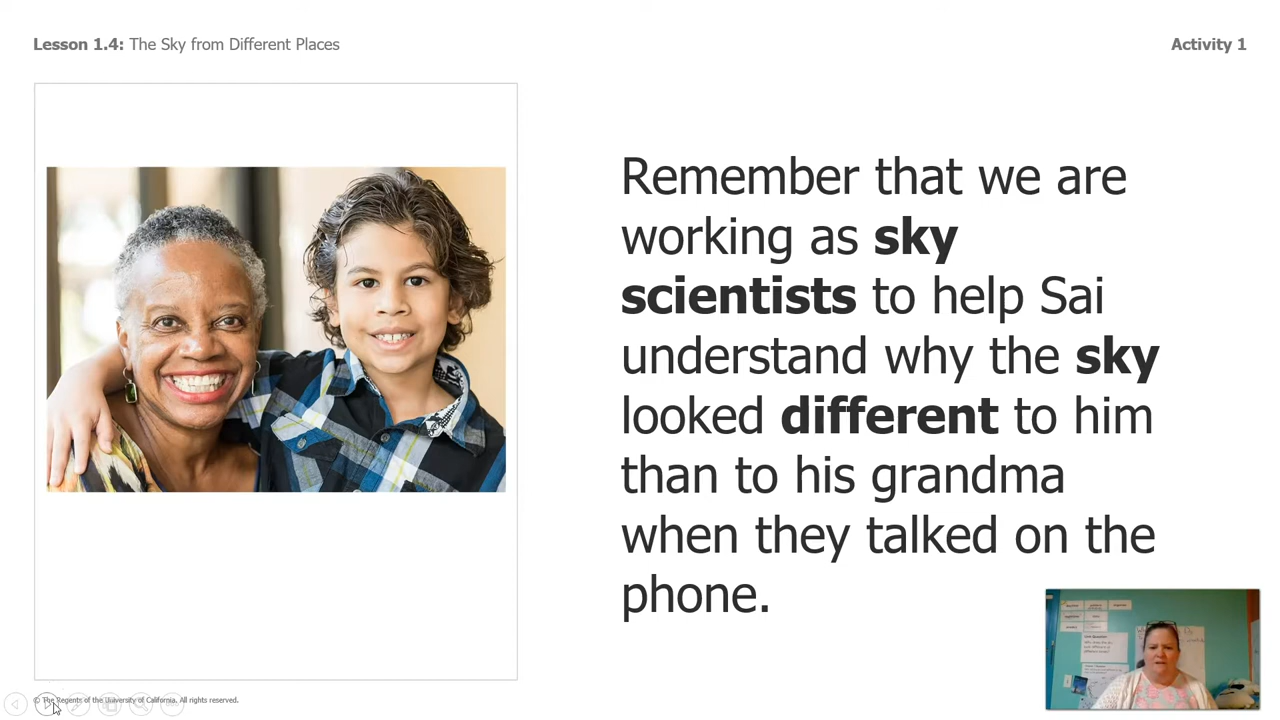 Lesson 1.4: The Sky from Different Places
Activity 1
Remember that we are
working as sky
scientists to help Sai
understand why the sky
looked different to him
than to his grandma
when they talked on the
phone.
© The Regents of the University of California. All rights reserved.